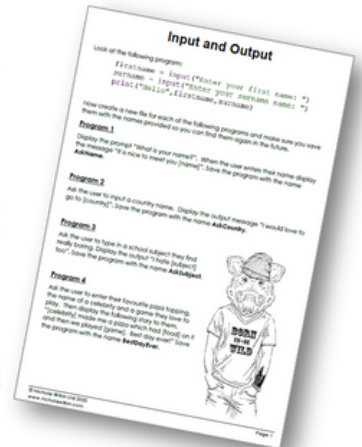 Input and Output
Look at the following program:
firstname = input("Enter your first name: ")
surname = input("Enter your surname name: ")
print("Hello",firstname,surname)
Now create a new file for each of the following programs and make sure you save
them with the names provided so you can find them again in the future.
Program 1
Display the prompt "What is your name?". When the user enters their name display
the message "It is nice to meet you [name]". Save the program with the name
AskName.
Program 2
Ask the user to input a country name. Display the output message "I would love to
go to [country]". Save the program with the name AskCountry.
Program 3
Ask the user to type in a school subject they find
really boring. Display the output "I hate [subject]
too". Save the program with the name AskSubject.
Program 4
Ask the user to enter their favourite pizza topping,
the name of a celebrity and a game they love to
play. Then display the following story to them.
"[celebrity] made me a pizza which had [food] on it
and then we played [game]. Best day ever!" Save
the program with the name BestDayEver.
BORN
TO-BE
WILD
© Nichola Wilkin Ltd 2020
www.nicholawilkin.com
Page 1